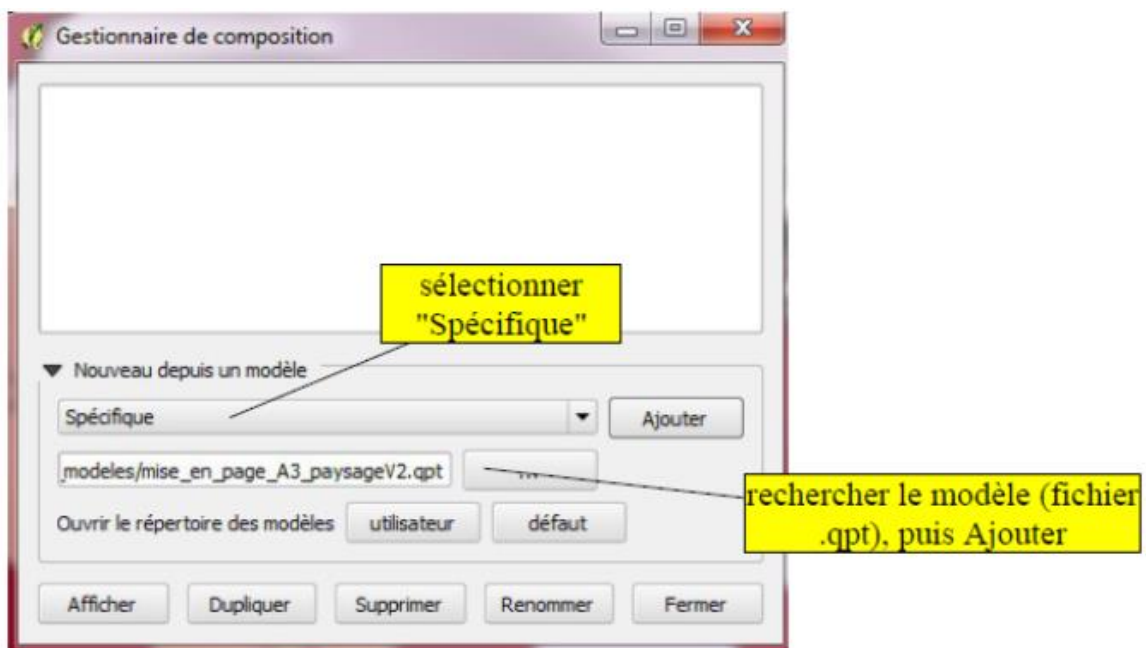 Gestionnaire de composition
sélectionner
"Spécifique"
Nouveau depuis un modèle
Spécifique
Ajouter
_modeles/mise_en_page_A3_paysageV2.qpt
...
rechercher le modèle (fichier
.qpt), puis Ajouter
Ouvrir le répertoire des modèles
utilisateur
défaut
Afficher
Dupliquer
Supprimer
Renommer
Fermer